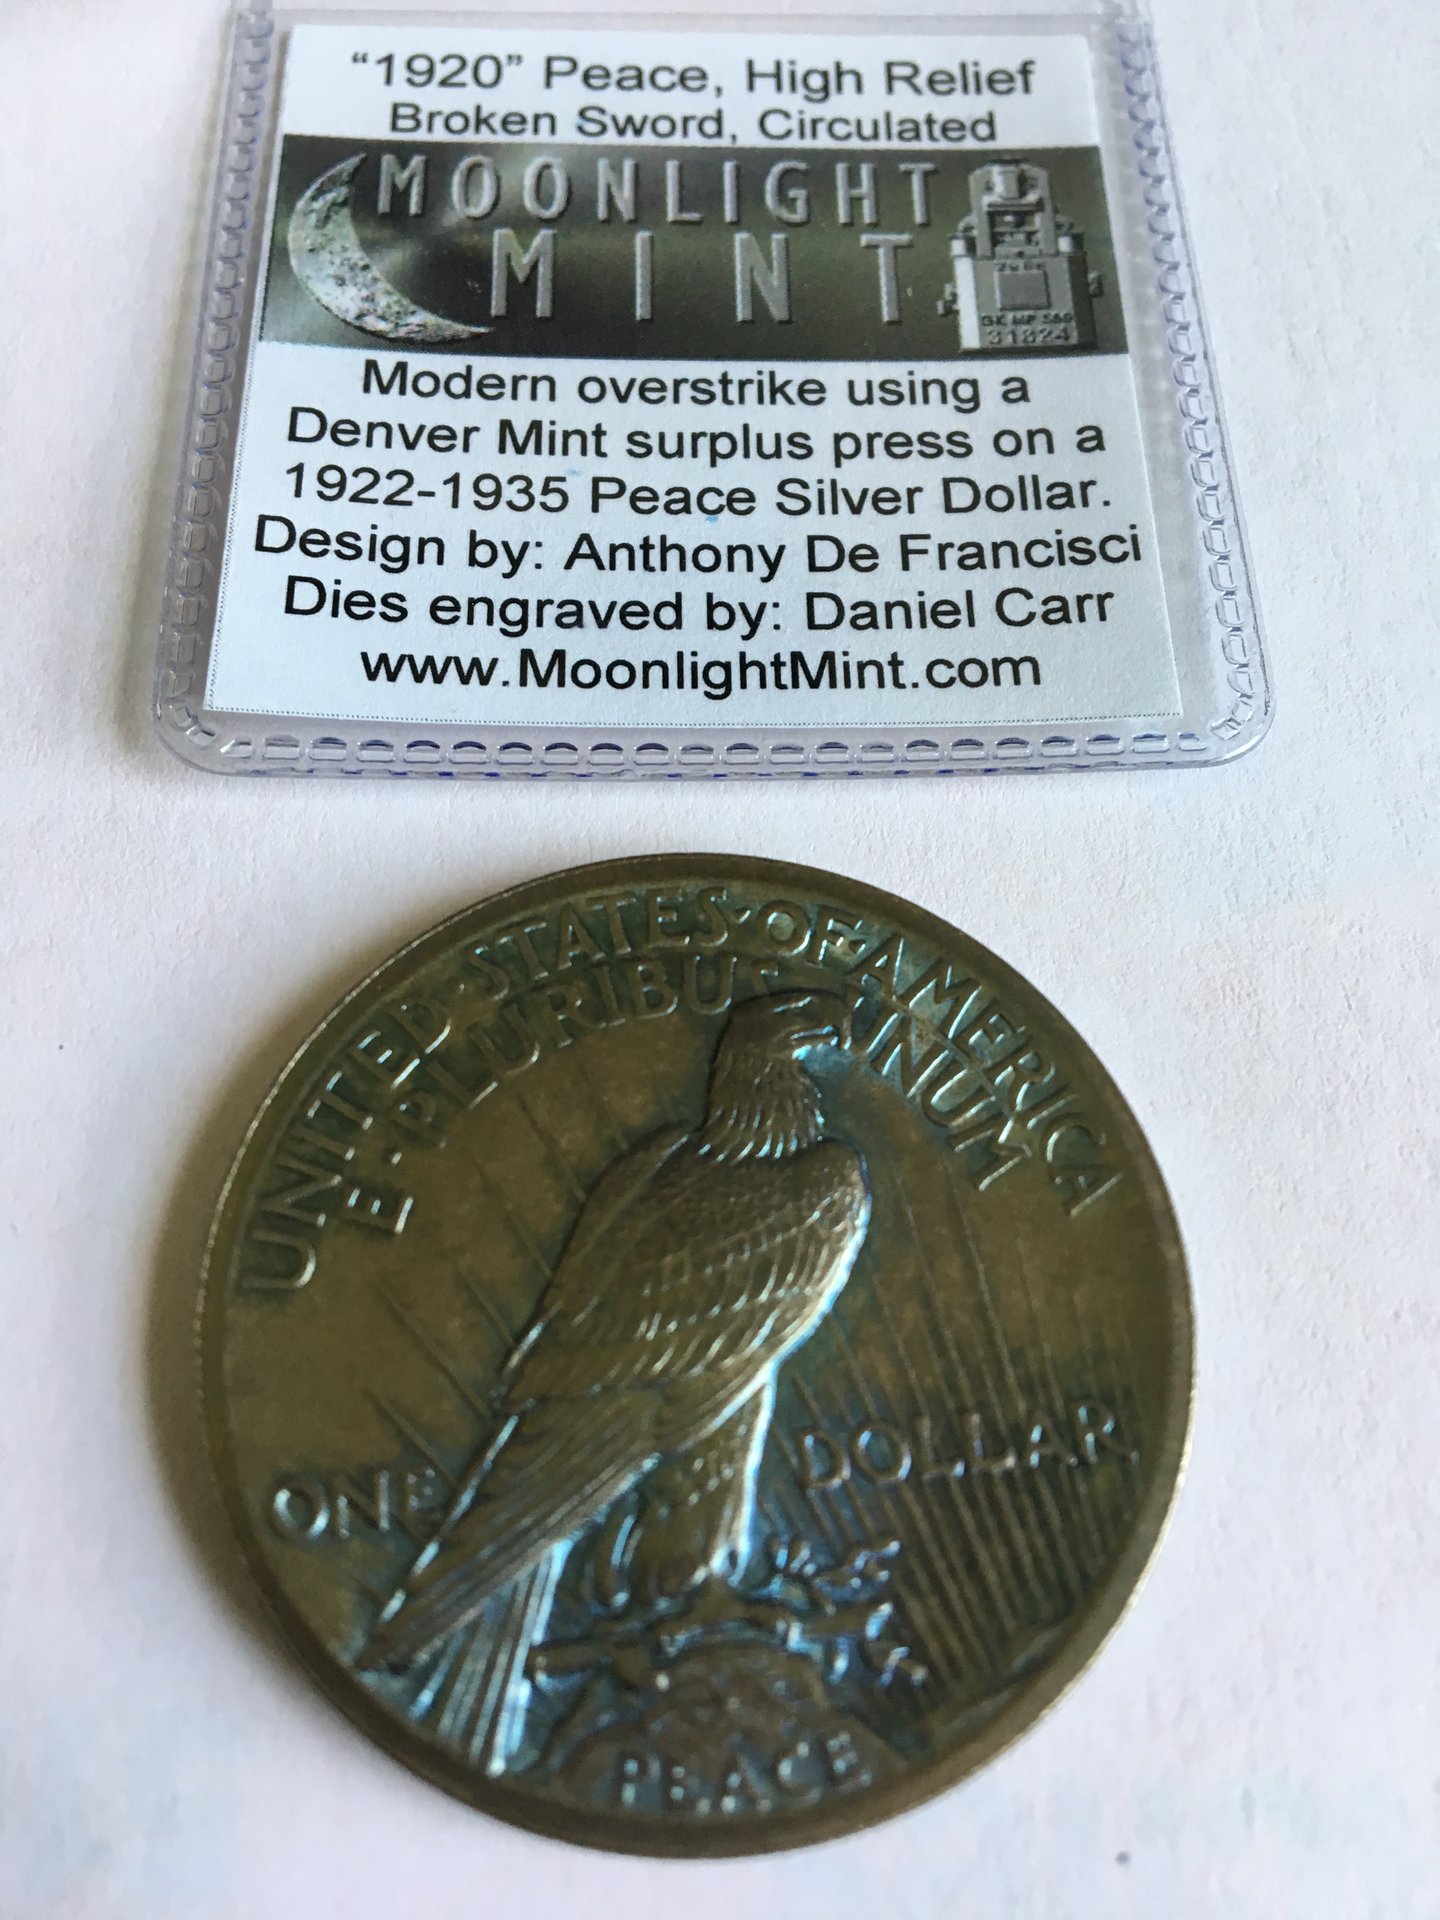 “1920” Peace, High Relief
Broken Sword, Circulated
MOONLIGHT
MINT
31824
Modern overstrike using a
Denver Mint surplus press on a
1922-1935 Peace Silver Dollar.
Design by: Anthony De Francisci
Dies engraved by: Daniel Carr
www.MoonlightMint.com
UNITED·STATES·OF·AMERICA
E·PLURIBUS UNUM
ONE DOLLAR
PEACE